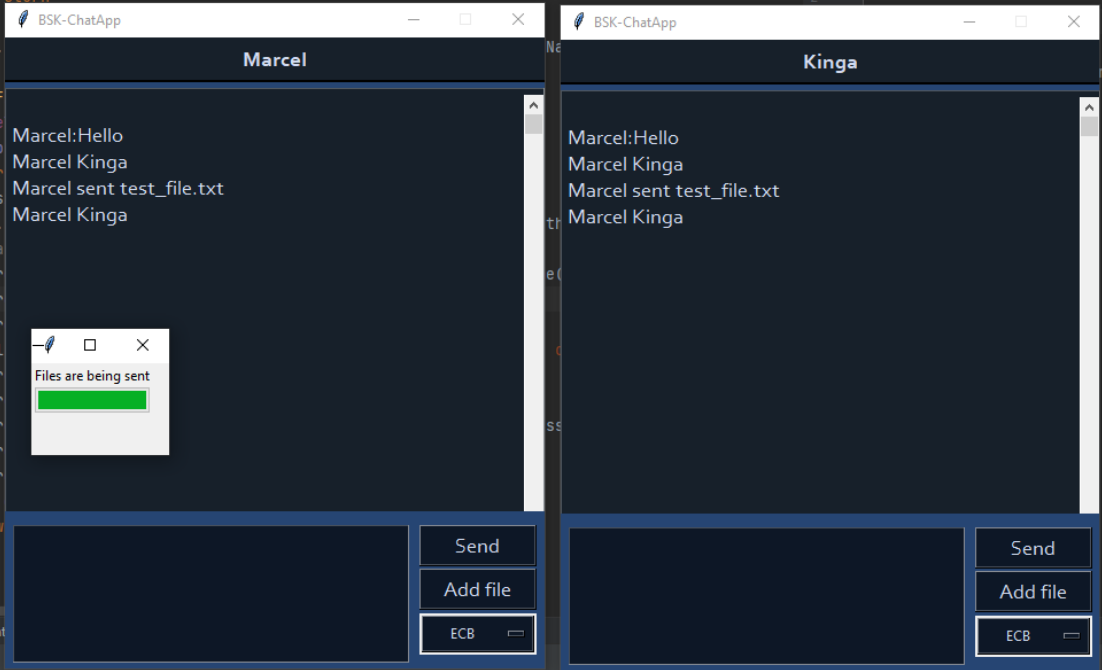 BSK-ChatApp
Marcel
Marcel:Hello
Marcel Kinga
Marcel sent test_file.txt
Marcel Kinga
Files are being sent
Send
Add file
ECB
BSK-ChatApp
Kinga
Marcel:Hello
Marcel Kinga
Marcel sent test_file.txt
Marcel Kinga
Send
Add file
ECB